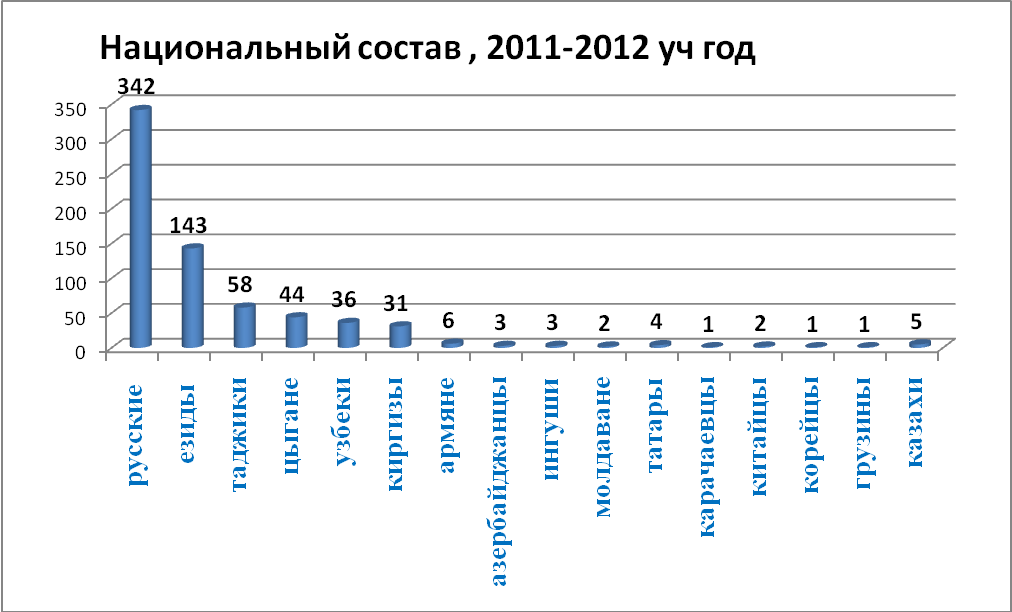 Национальный состав , 2011-2012 уч год
350
300
250
200
150
100
50
0
342
143
58
44
36
31
6
3
3
2
4
1
2
1
1
5
русские
езиды
таджики
цыгане
узбеки
киргизы
армяне
азербайджанцы
ингуши
молдаване
татары
карачаевцы
китайцы
корейцы
грузины
казахи